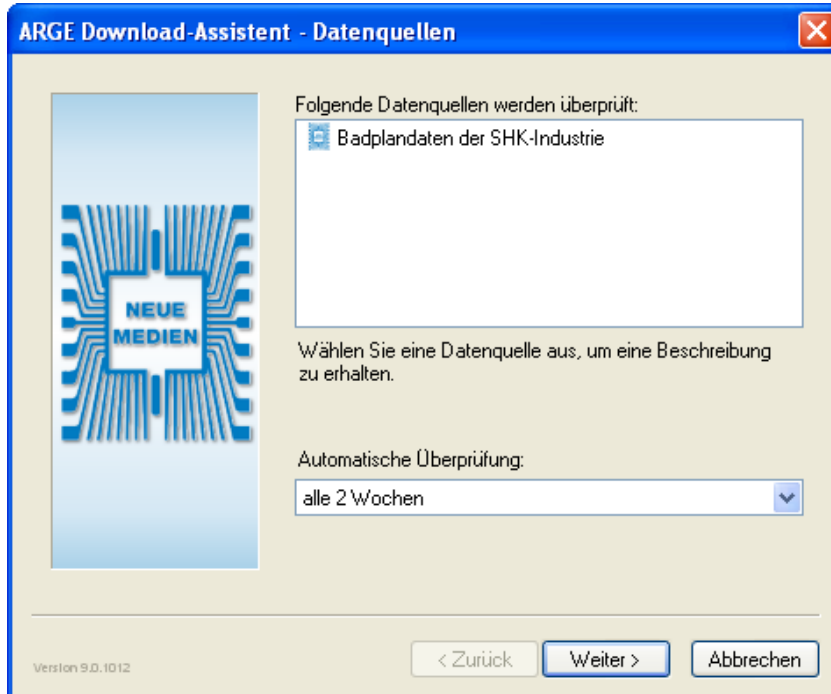 ARGE Download-Assistent - Datenquellen
Folgende Datenquellen werden überprüft:
Badplandaten der SHK-Industrie
NEUE
MEDIEN
Wählen Sie eine Datenquelle aus, um eine Beschreibung
zu erhalten.
Automatische Überprüfung:
alle 2 Wochen
Version 9.0.1012
< Zurück
Weiter >
Abbrechen